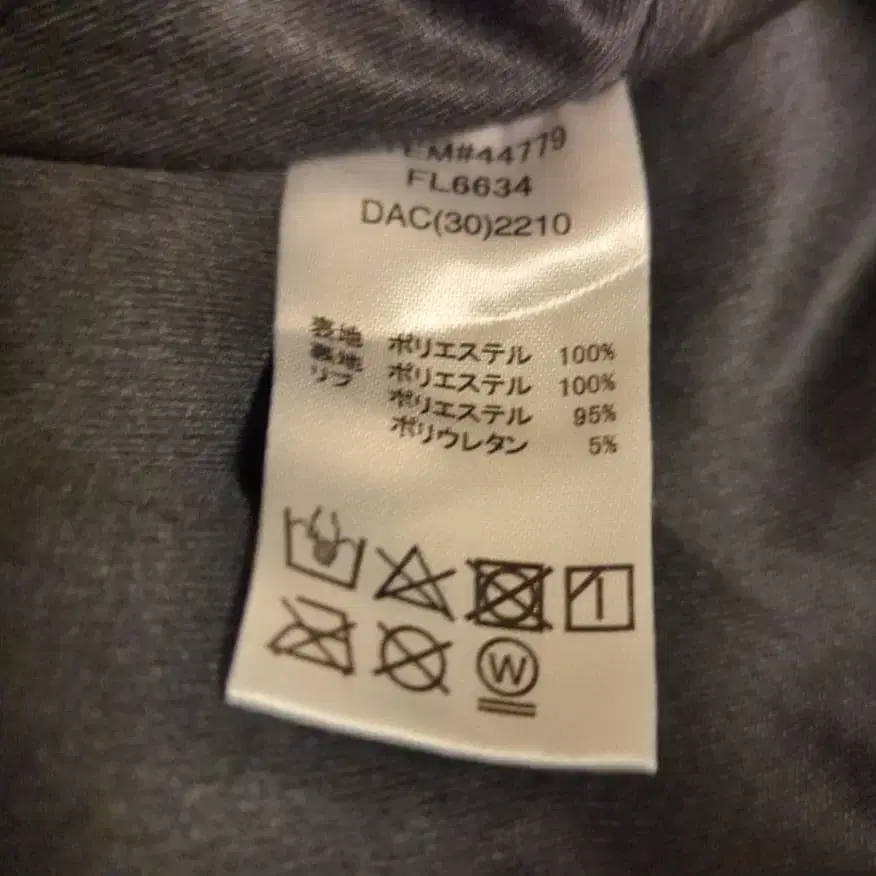 EM#44779
FL6634
DAC(30)2210
表地 ポリエステル 100%
裏地 ポリエステル 100%
リブ ポリエステル 95%
ポリウレタン 5%
W